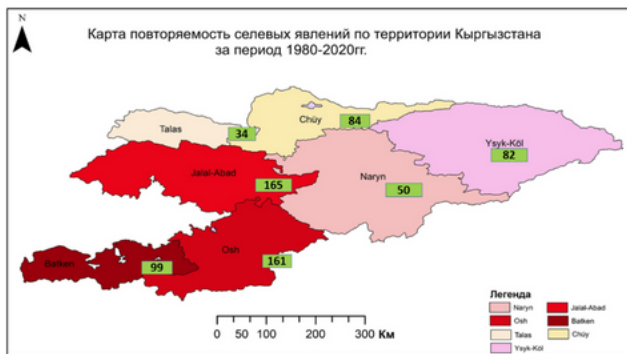 N
Карта повторяемость селевых явлений по территории Кыргызстана
за период 1980-2020гг.
Talas
34
Chüy
84
Ysyk-Köl
82
Jalal-Abad
165
Naryn
50
Osh
161
Batken
99
0 50 100 200 300 Км
Легенда
Naryn
Jalal-Abad
Osh
Batken
Talas
Chüy
Ysyk-Köl